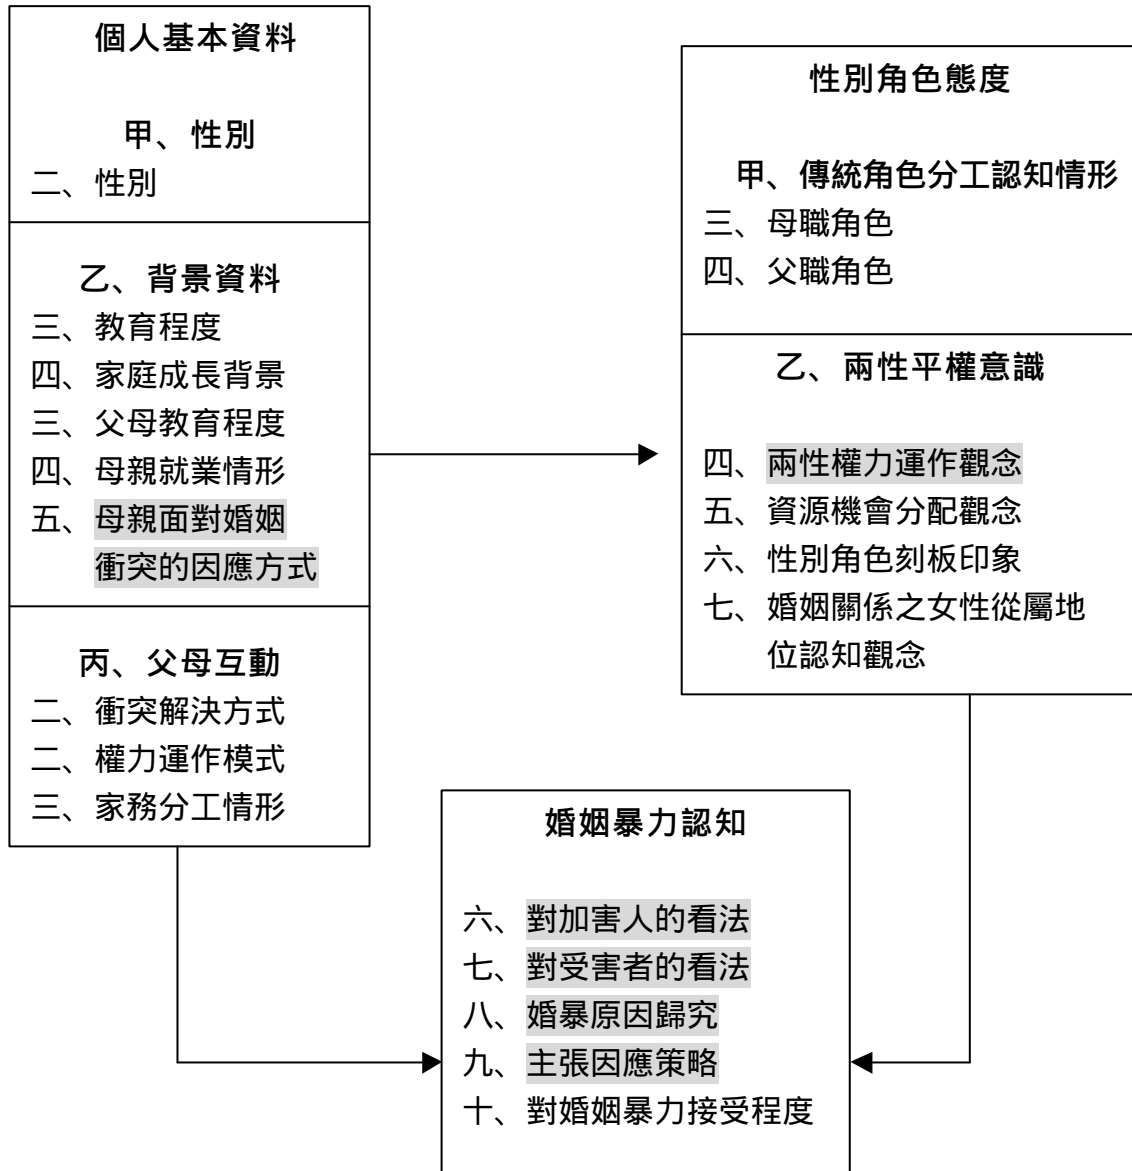 個人基本資料
甲、性別
二、性別
乙、背景資料
三、教育程度
四、家庭成長背景
三、父母教育程度
四、母親就業情形
五、母親面對婚姻
衝突的因應方式
丙、父母互動
二、衝突解決方式
二、權力運作模式
三、家務分工情形
性別角色態度
甲、傳統角色分工認知情形
三、母職角色
四、父職角色
乙、兩性平權意識
四、兩性權力運作觀念
五、資源機會分配觀念
六、性別角色刻板印象
七、婚姻關係之女性從屬地
位認知觀念
婚姻暴力認知
六、對加害人的看法
七、對受害者的看法
八、婚暴原因歸究
九、主張因應策略
十、對婚姻暴力接受程度